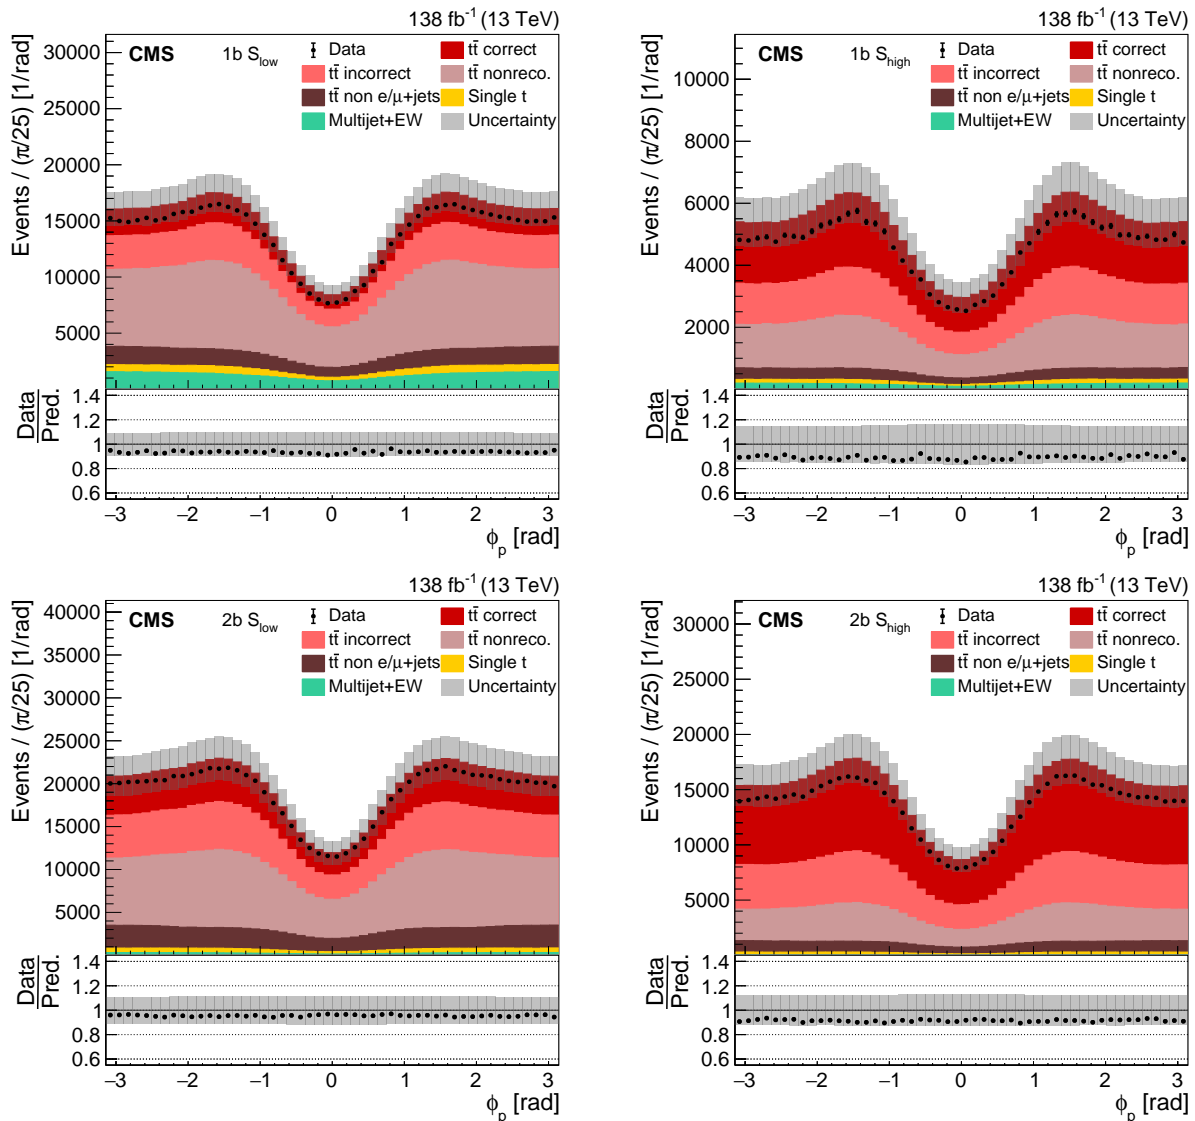 138 fb⁻¹ (13 TeV)
CMS 1b S_low
Data
tt̄ correct
tt̄ incorrect
tt̄ nonreco.
tt̄ non e/μ+jets
Single t
Multijet+EW
Uncertainty
Events / (π/25) [1/rad]
30000
25000
20000
15000
10000
5000
Data
Pred.
1.4
1.2
1
0.8
0.6
−3 −2 −1 0 1 2 3
ϕ_p [rad]
138 fb⁻¹ (13 TeV)
CMS 1b S_high
Data
tt̄ correct
tt̄ incorrect
tt̄ nonreco.
tt̄ non e/μ+jets
Single t
Multijet+EW
Uncertainty
Events / (π/25) [1/rad]
10000
8000
6000
4000
2000
Data
Pred.
1.4
1.2
1
0.8
0.6
−3 −2 −1 0 1 2 3
ϕ_p [rad]
138 fb⁻¹ (13 TeV)
CMS 2b S_low
Data
tt̄ correct
tt̄ incorrect
tt̄ nonreco.
tt̄ non e/μ+jets
Single t
Multijet+EW
Uncertainty
Events / (π/25) [1/rad]
40000
35000
30000
25000
20000
15000
10000
5000
Data
Pred.
1.4
1.2
1
0.8
0.6
−3 −2 −1 0 1 2 3
ϕ_p [rad]
138 fb⁻¹ (13 TeV)
CMS 2b S_high
Data
tt̄ correct
tt̄ incorrect
tt̄ nonreco.
tt̄ non e/μ+jets
Single t
Multijet+EW
Uncertainty
Events / (π/25) [1/rad]
30000
25000
20000
15000
10000
5000
Data
Pred.
1.4
1.2
1
0.8
0.6
−3 −2 −1 0 1 2 3
ϕ_p [rad]